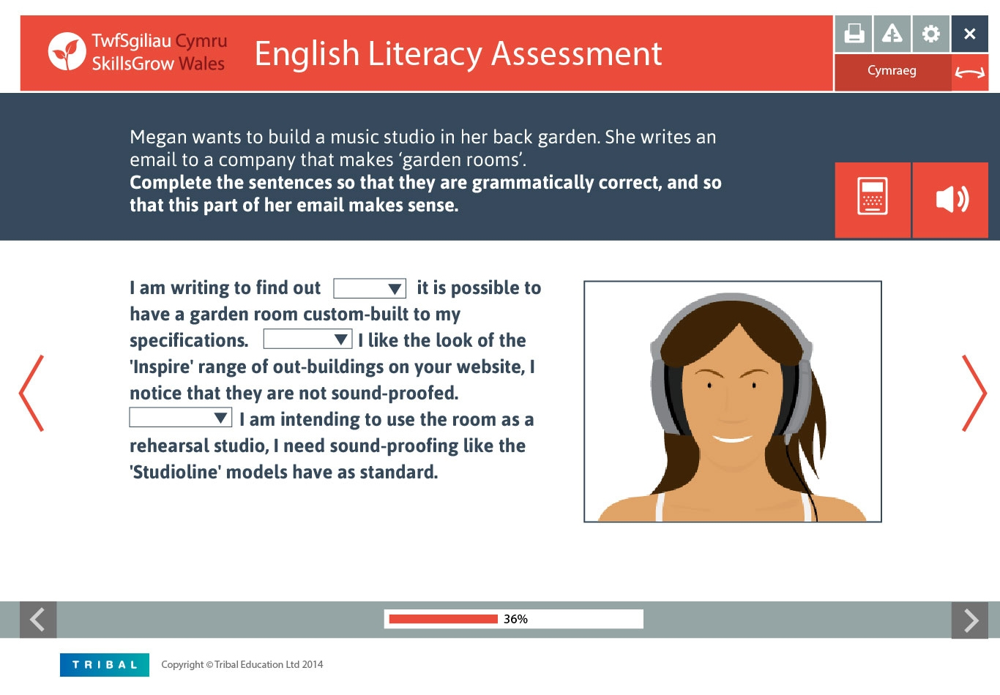 TwfSgiliau Cymru
SkillsGrow Wales
English Literacy Assessment
Cymraeg
Megan wants to build a music studio in her back garden. She writes an
email to a company that makes ‘garden rooms’.
Complete the sentences so that they are grammatically correct, and so
that this part of her email makes sense.
I am writing to find out it is possible to
have a garden room custom-built to my
specifications. I like the look of the
'Inspire' range of out-buildings on your website, I
notice that they are not sound-proofed.
I am intending to use the room as a
rehearsal studio, I need sound-proofing like the
'Studioline' models have as standard.
36%
TRIBAL
Copyright © Tribal Education Ltd 2014